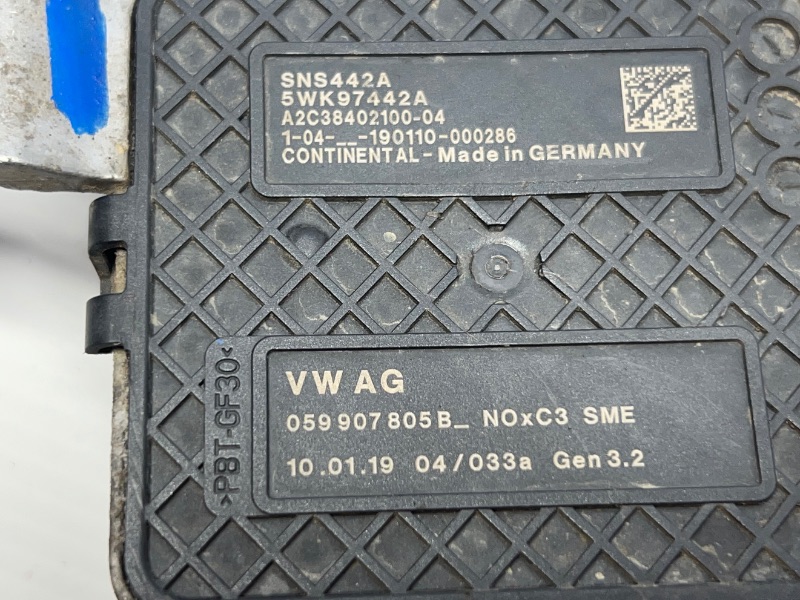 SNS442A
5WK97442A
A2C38402100-04
1-04-__-190110-000286
CONTINENTAL - Made in GERMANY
>PBT-GF30<
VW AG
059 907 805 B_ NOxC3 SME
10.01.19 04/033a Gen 3.2